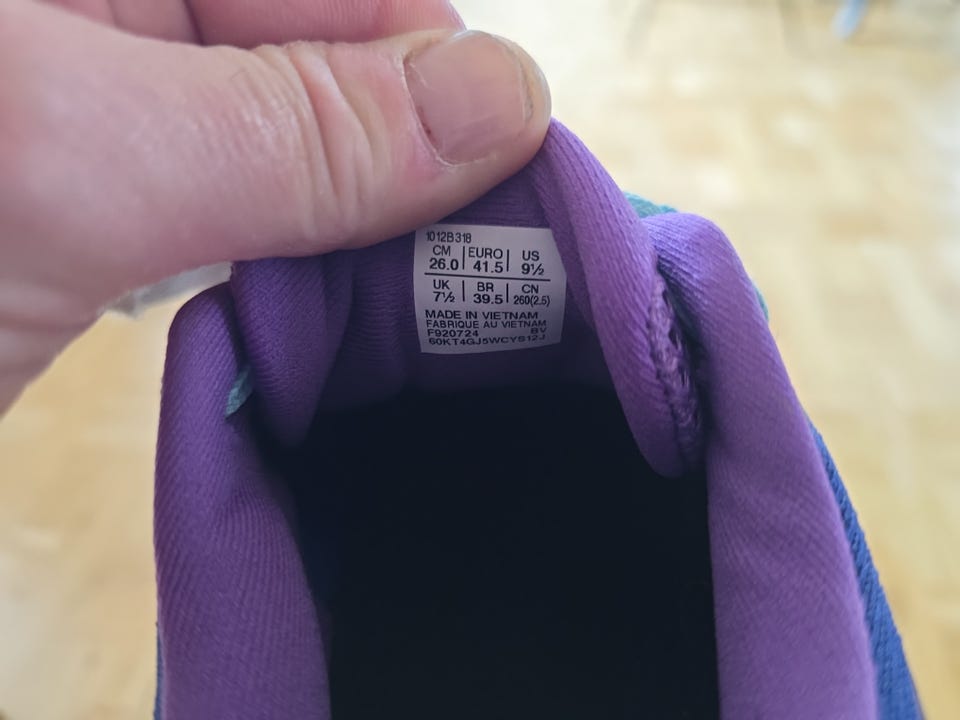 1012B318
CM EURO US
26.0 41.5 9½
UK BR CN
7½ 39.5 260(2.5)
MADE IN VIETNAM
FABRIQUE AU VIETNAM
F920724 BV
60KT4GJ5WCYS12J